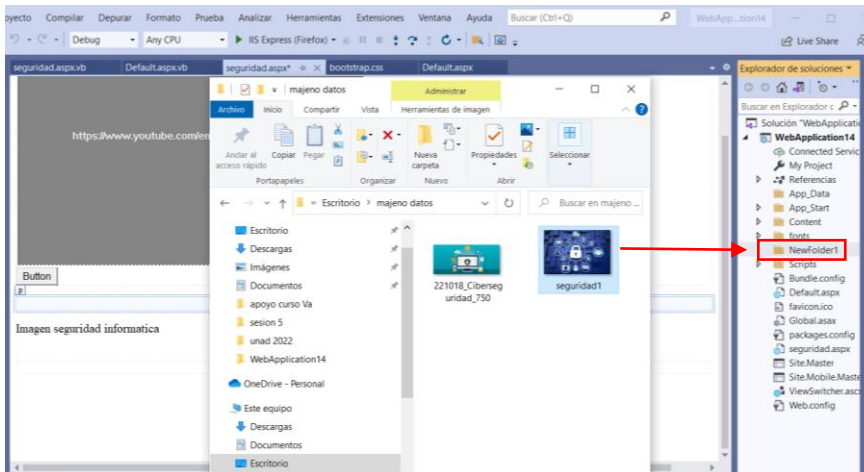 oyecto Compilar Depurar Formato Prueba Analizar Herramientas Extensiones Ventana Ayuda Buscar (Ctrl+Q) WebApp...tion14
Debug Any CPU IIS Express (Firefox) Live Share
seguridad.aspx.vb Default.aspx.vb seguridad.aspx* bootstrap.css Default.aspx
https://www.youtube.com/en
Button
p
Imagen seguridad informatica
majeno datos Administrar
Archivo Inicio Compartir Vista Herramientas de imagen
Anclar al
acceso rápido
Copiar
Pegar
Nueva
carpeta
Propiedades
Seleccionar
Portapapeles Organizar Nuevo Abrir
« Escritorio > majeno datos Buscar en majeno ...
Escritorio
Descargas
Imágenes
Documentos
apoyo curso Va
sesion 5
unad 2022
WebApplication14
OneDrive - Personal
Este equipo
Descargas
Documentos
Escritorio
221018_Ciberseg
uridad_750
seguridad1
Explorador de soluciones
Buscar en Explorador c
Solución "WebApplicatio
WebApplication14
Connected Servic
My Project
Referencias
App_Data
App_Start
Content
fonts
NewFolder1
Scripts
Bundle.config
Default.aspx
favicon.ico
Global.asax
packages.config
seguridad.aspx
Site.Master
Site.Mobile.Maste
ViewSwitcher.asc
Web.config